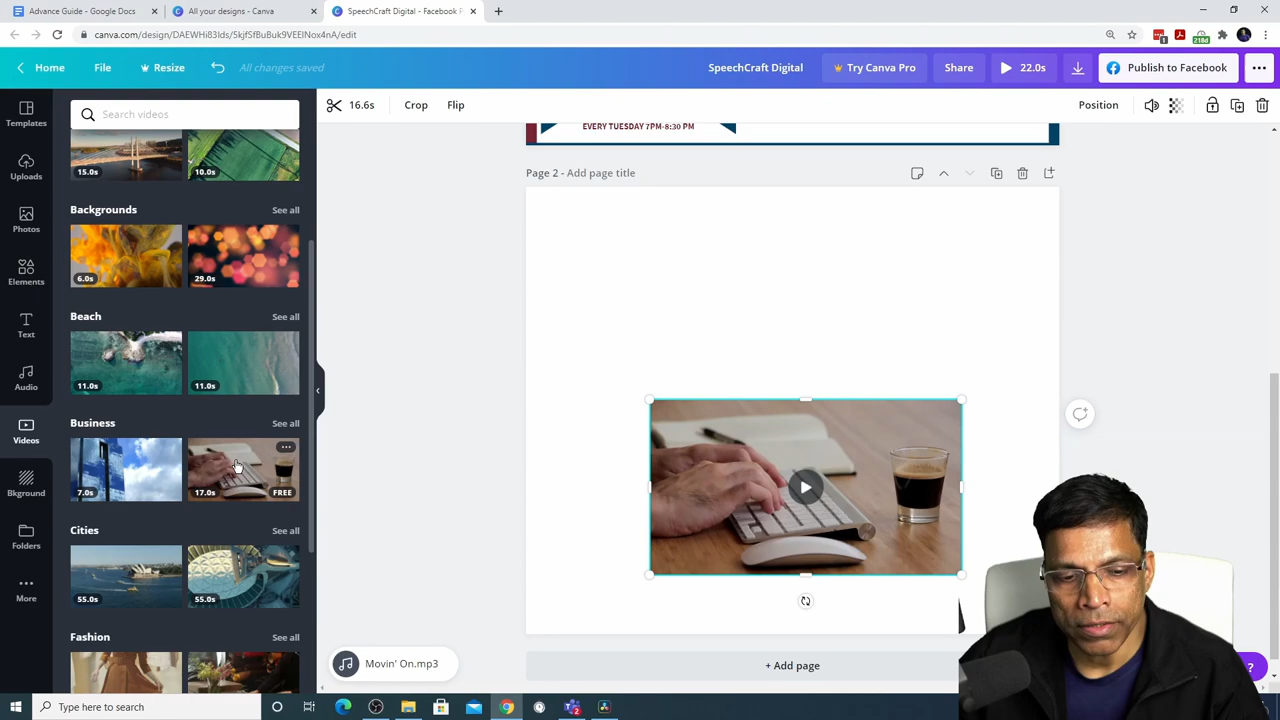 Advance Guide - Google Docs
All your designs - Canva
SpeechCraft Digital - Facebook P
canva.com/design/DAEWHi83Ids/5kjfSfBuBuk9VEElNox4nA/edit
1
218d
Home
File
Resize
All changes saved
SpeechCraft Digital
Try Canva Pro
Share
22.0s
Publish to Facebook
Templates
Uploads
Photos
Elements
Text
Audio
Videos
Bkground
Folders
More
Search videos
15.0s
10.0s
Backgrounds
See all
6.0s
29.0s
Beach
See all
11.0s
11.0s
Business
See all
7.0s
17.0s
FREE
Cities
See all
55.0s
55.0s
Fashion
See all
16.6s
Crop
Flip
Position
EVERY TUESDAY 7PM-8:30 PM
Page 2 - Add page title
Movin' On.mp3
+ Add page
?
Type here to search
2